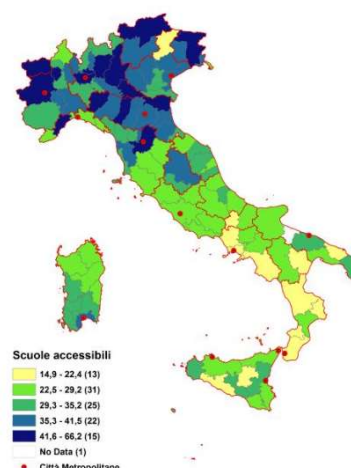 Scuole accessibili
14,9 - 22,4 (13)
22,5 - 29,2 (31)
29,3 - 35,2 (25)
35,3 - 41,5 (22)
41,6 - 66,2 (15)
No Data (1)
Città Metropolitane